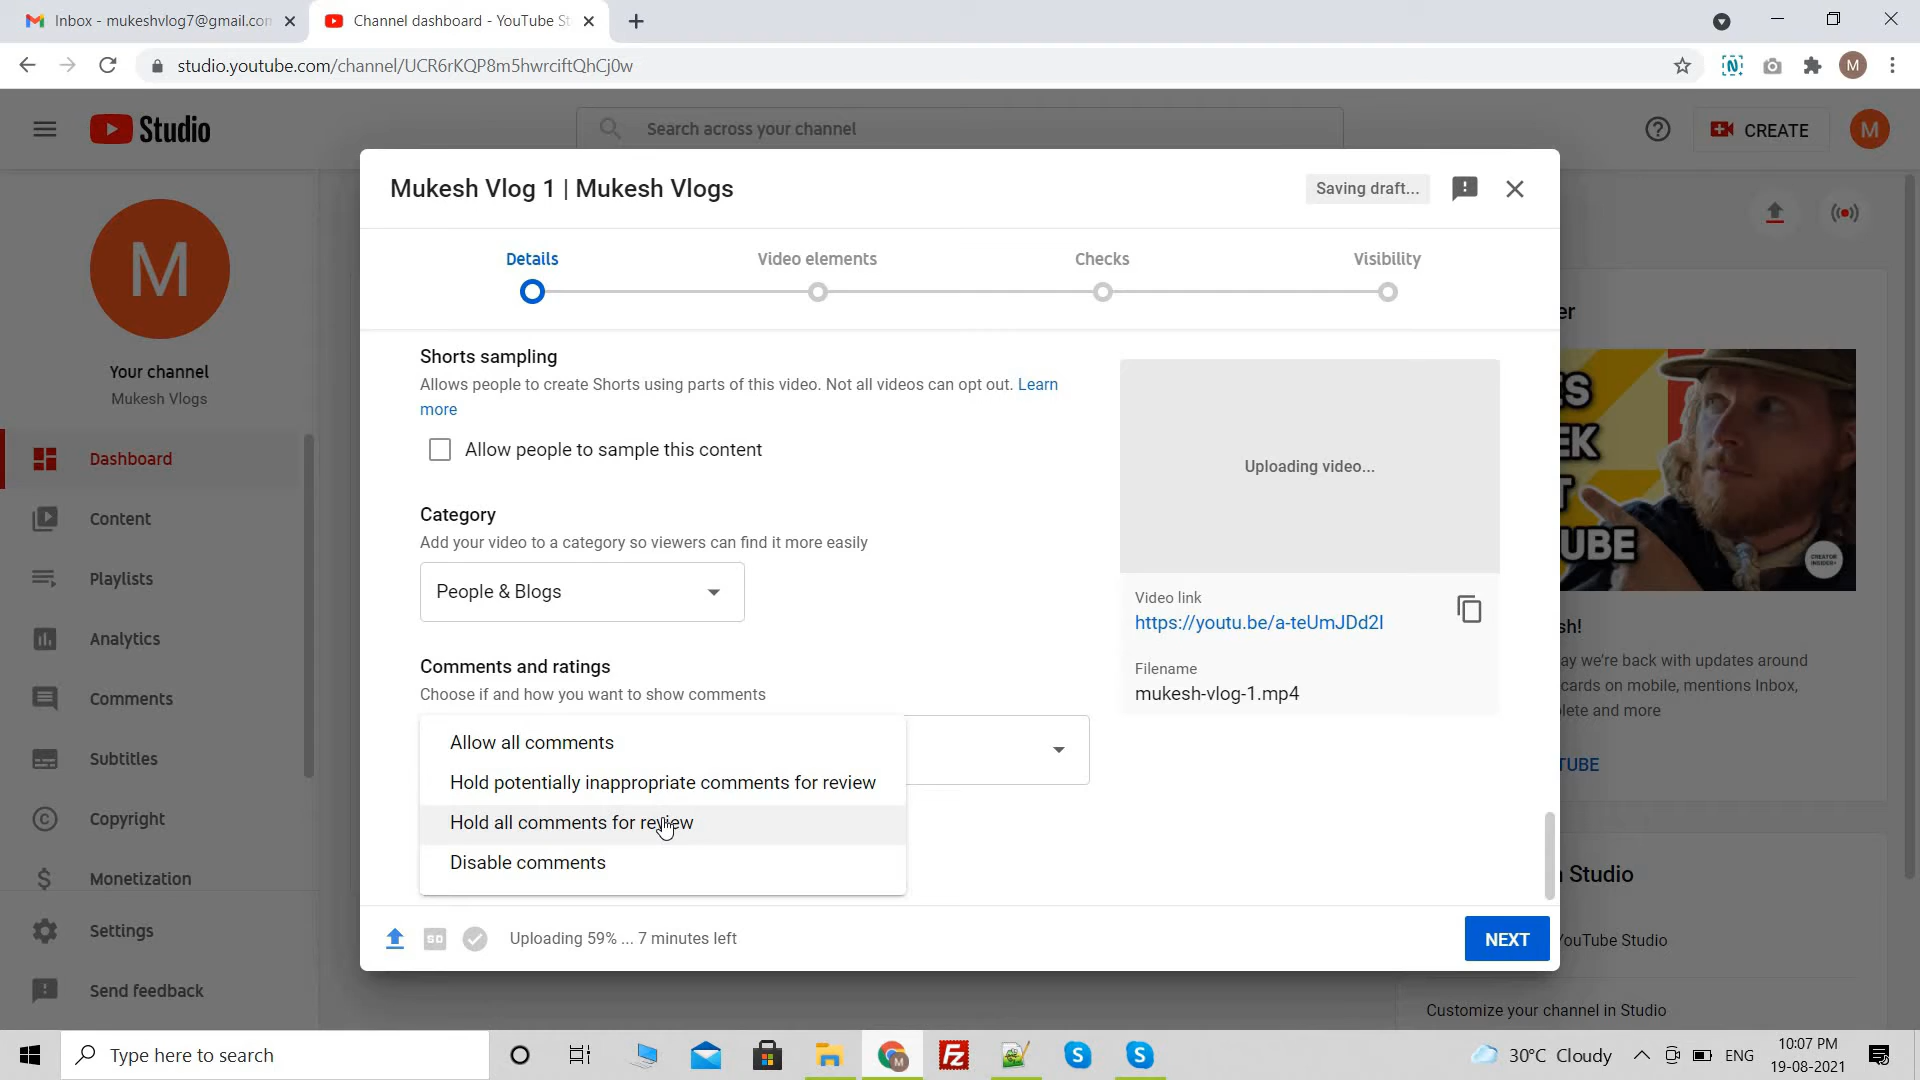 Inbox - mukeshvlog7@gmail.con
Channel dashboard - YouTube St
studio.youtube.com/channel/UCR6rKQP8m5hwrciftQhCj0w
M
Studio
Search across your channel
CREATE
M
Mukesh Vlog 1 | Mukesh Vlogs
Saving draft...
M
Your channel
Mukesh Vlogs
Dashboard
Content
Playlists
Analytics
Comments
Subtitles
Copyright
Monetization
Settings
Send feedback
Details
Video elements
Checks
Visibility
Shorts sampling
Allows people to create Shorts using parts of this video. Not all videos can opt out. Learn
more
Allow people to sample this content
Category
Add your video to a category so viewers can find it more easily
People & Blogs
Comments and ratings
Choose if and how you want to show comments
Allow all comments
Hold potentially inappropriate comments for review
Hold all comments for review
Disable comments
Uploading video...
Video link
https://youtu.be/a-teUmJDd2I
Filename
mukesh-vlog-1.mp4
SD
Uploading 59% ... 7 minutes left
NEXT
er
ES
EK
T
UBE
CREATOR
INSIDER
sh!
ay we're back with updates around
cards on mobile, mentions Inbox,
lete and more
TUBE
Studio
YouTube Studio
Customize your channel in Studio
Type here to search
30°C Cloudy
ENG
10:07 PM
19-08-2021